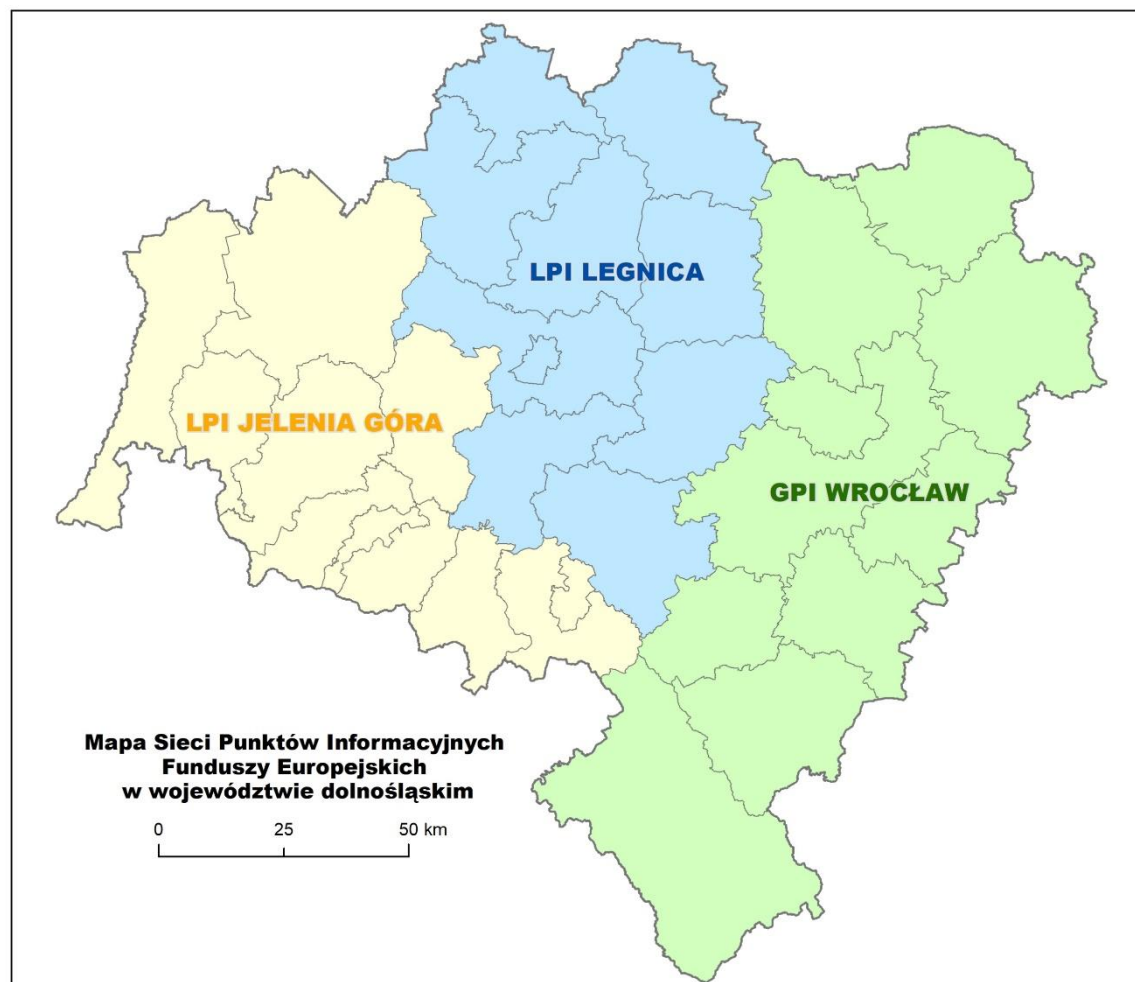 LPI LEGNICA
LPI JELENIA GÓRA
GPI WROCŁAW
Mapa Sieci Punktów Informacyjnych
Funduszy Europejskich
w województwie dolnośląskim
0 25 50 km